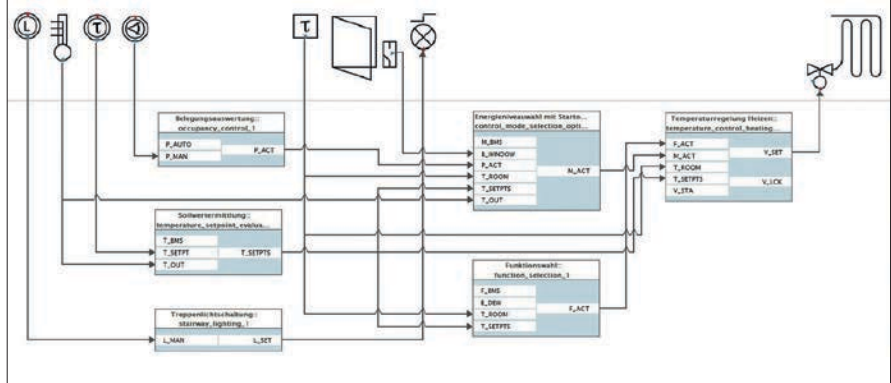 L
τ
τ
Belegungsauswertung::
occupancy_control_1
P_AUTO
P_MAN
P_ACT
Energieniveauwahl mit Starto...
control_mode_selection_opti...
M_BMS
B_WINDOW
P_ACT
T_ROOM
T_SETPTS
T_OUT
M_ACT
Temperaturregelung Heizen::
temperature_control_heating...
F_ACT
M_ACT
T_ROOM
T_SETPTS
V_STA
V_SET
V_LCK
Sollwertermittlung::
temperature_setpoint_evalua...
T_BMS
T_SETPT
T_OUT
T_SETPTS
Funktionswahl::
function_selection_1
F_BMS
B_DEW
T_ROOM
T_SETPTS
F_ACT
Treppenlichtschaltung::
stairway_lighting_1
L_MAN
L_SET